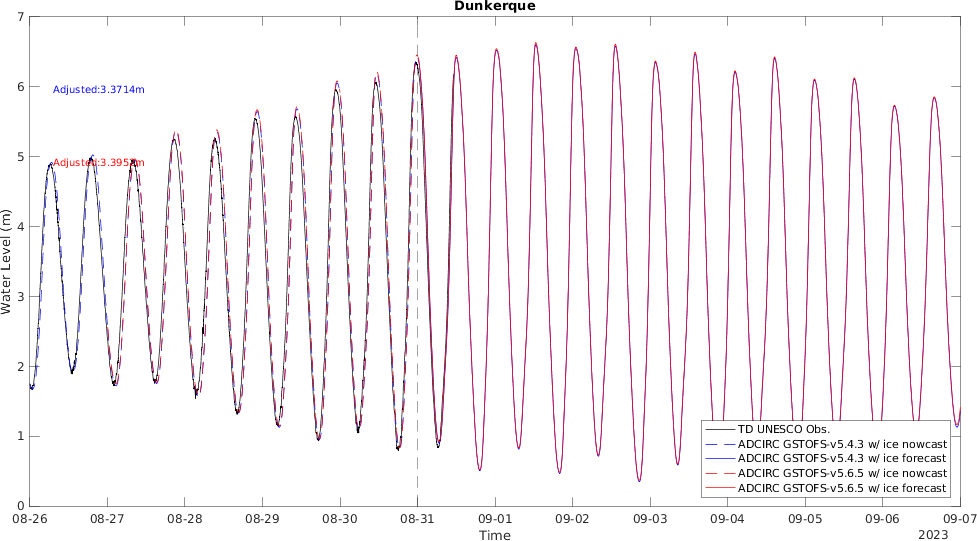 Dunkerque
7
6
5
4
3
2
1
0
Water Level (m)
Adjusted:3.3714m
TD UNESCO Obs.
ADCIRC GSTOFS-v5.4.3 w/ ice nowcast
ADCIRC GSTOFS-v5.4.3 w/ ice forecast
ADCIRC GSTOFS-v5.6.5 w/ ice nowcast
ADCIRC GSTOFS-v5.6.5 w/ ice forecast
08-26 08-27 08-28 08-29 08-30 08-31 09-01 09-02 09-03 09-04 09-05 09-06 09-07
Time
2023